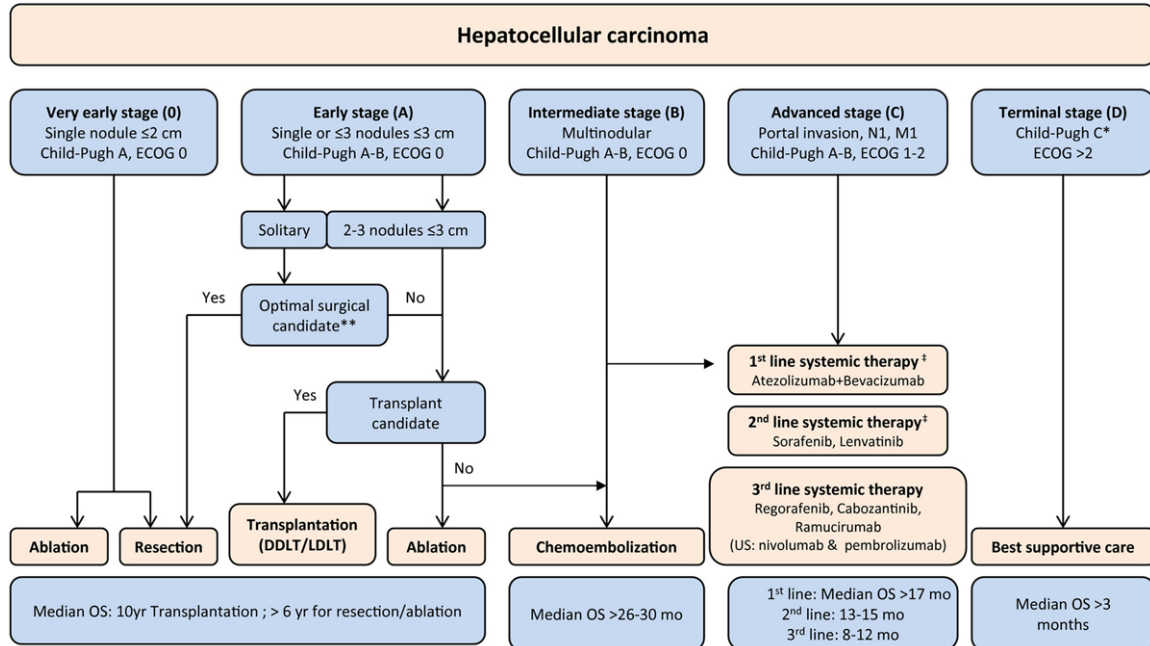 Hepatocellular carcinoma
Very early stage (0)
Single nodule ≤2 cm
Child-Pugh A, ECOG 0
Early stage (A)
Single or ≤3 nodules ≤3 cm
Child-Pugh A-B, ECOG 0
Intermediate stage (B)
Multinodular
Child-Pugh A-B, ECOG 0
Advanced stage (C)
Portal invasion, N1, M1
Child-Pugh A-B, ECOG 1-2
Terminal stage (D)
Child-Pugh C*
ECOG >2
Solitary
2-3 nodules ≤3 cm
Yes
Optimal surgical
candidate**
No
1st line systemic therapy ‡
Atezolizumab+Bevacizumab
Yes
Transplant
candidate
No
2nd line systemic therapy‡
Sorafenib, Lenvatinib
3rd line systemic therapy
Regorafenib, Cabozantinib,
Ramucirumab
(US: nivolumab & pembrolizumab)
Ablation
Resection
Transplantation
(DDLT/LDLT)
Ablation
Chemoembolization
Best supportive care
Median OS: 10yr Transplantation ; > 6 yr for resection/ablation
Median OS >26-30 mo
1st line: Median OS >17 mo
2nd line: 13-15 mo
3rd line: 8-12 mo
Median OS >3
months